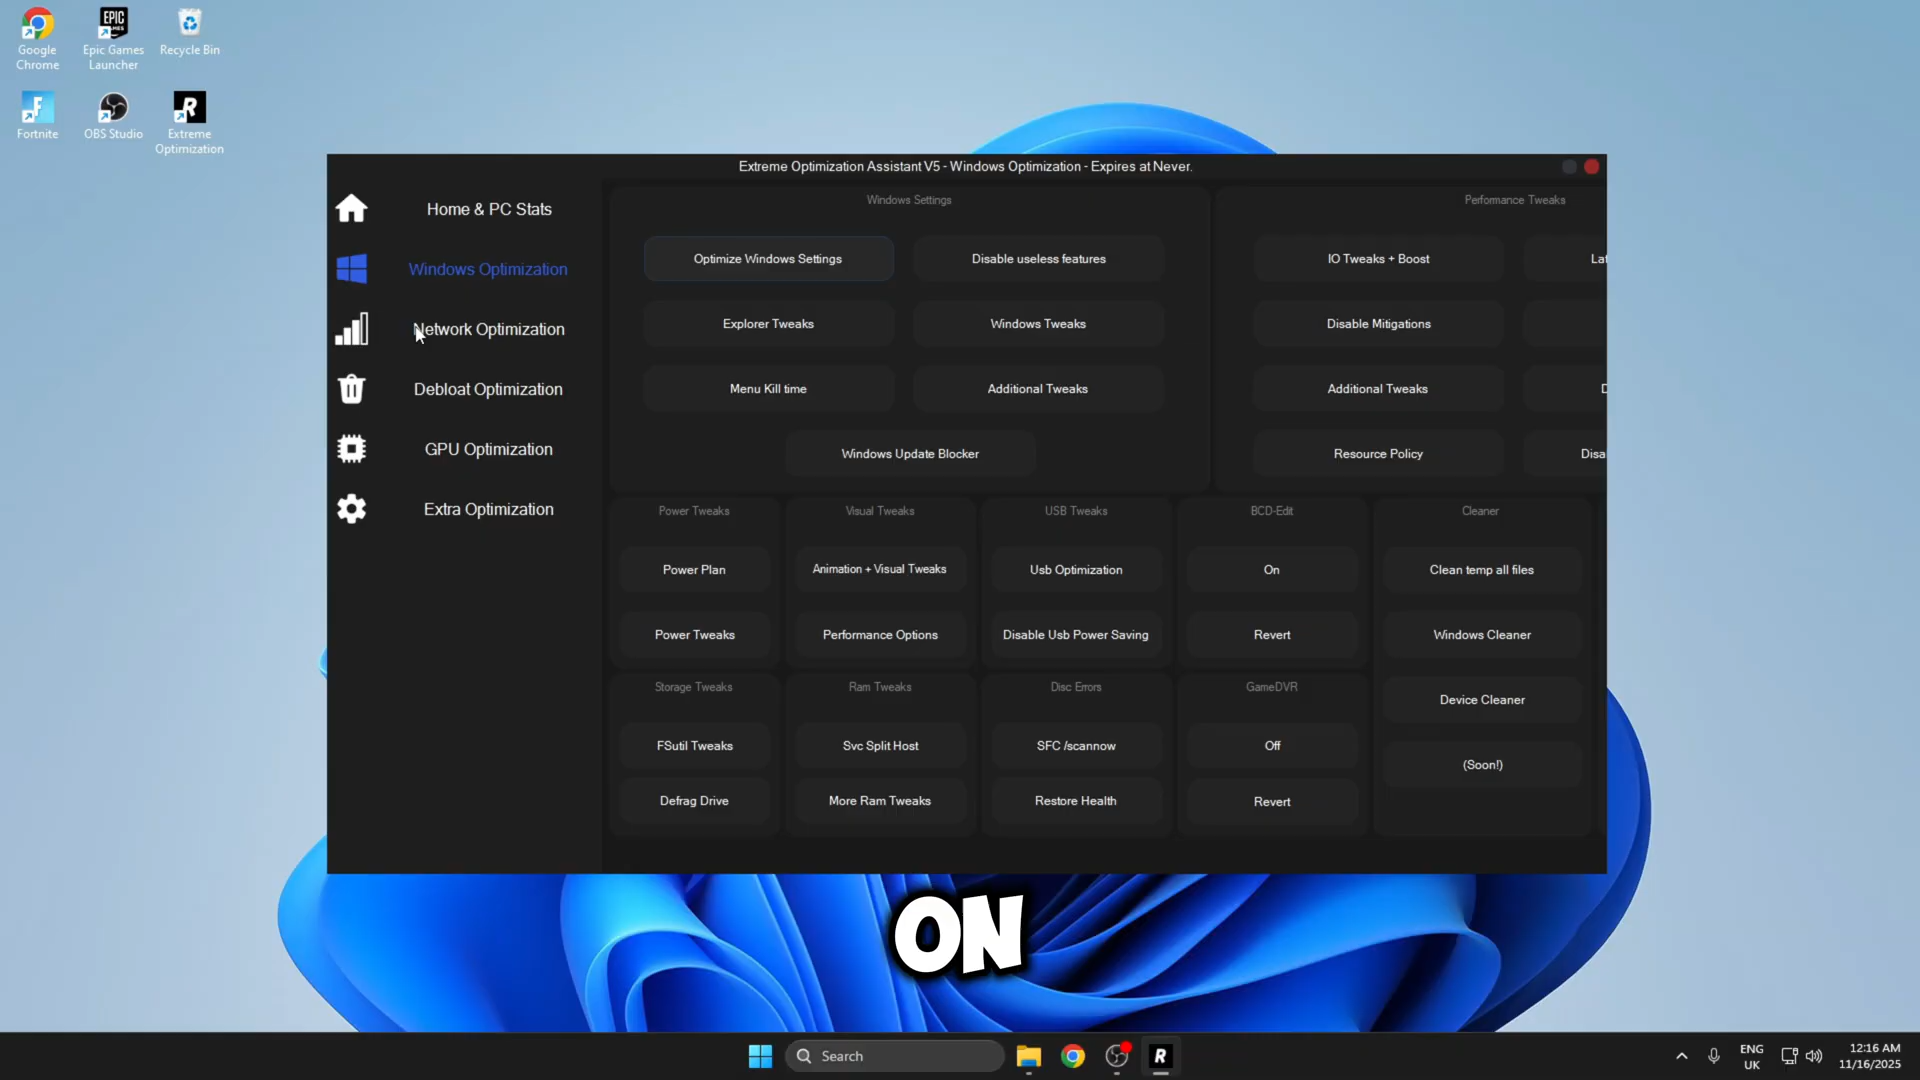 Google
Chrome
Epic Games
Launcher
Recycle Bin
Fortnite
OBS Studio
Extreme
Optimization
Extreme Optimization Assistant V5 - Windows Optimization - Expires at Never.
Home & PC Stats
Windows Optimization
Network Optimization
Debloat Optimization
GPU Optimization
Extra Optimization
Windows Settings
Optimize Windows Settings
Disable useless features
Explorer Tweaks
Windows Tweaks
Menu Kill time
Additional Tweaks
Windows Update Blocker
Performance Tweaks
IO Tweaks + Boost
Lat
Disable Mitigations
Additional Tweaks
D
Resource Policy
Disa
Power Tweaks
Power Plan
Power Tweaks
Visual Tweaks
Animation + Visual Tweaks
Performance Options
USB Tweaks
Usb Optimization
Disable Usb Power Saving
BCD-Edit
On
Revert
Cleaner
Clean temp all files
Windows Cleaner
Device Cleaner
(Soon!)
Storage Tweaks
FSutil Tweaks
Defrag Drive
Ram Tweaks
Svc Split Host
More Ram Tweaks
Disc Errors
SFC /scannow
Restore Health
GameDVR
Off
Revert
ON
Search
ENG
UK
12:16 AM
11/16/2025